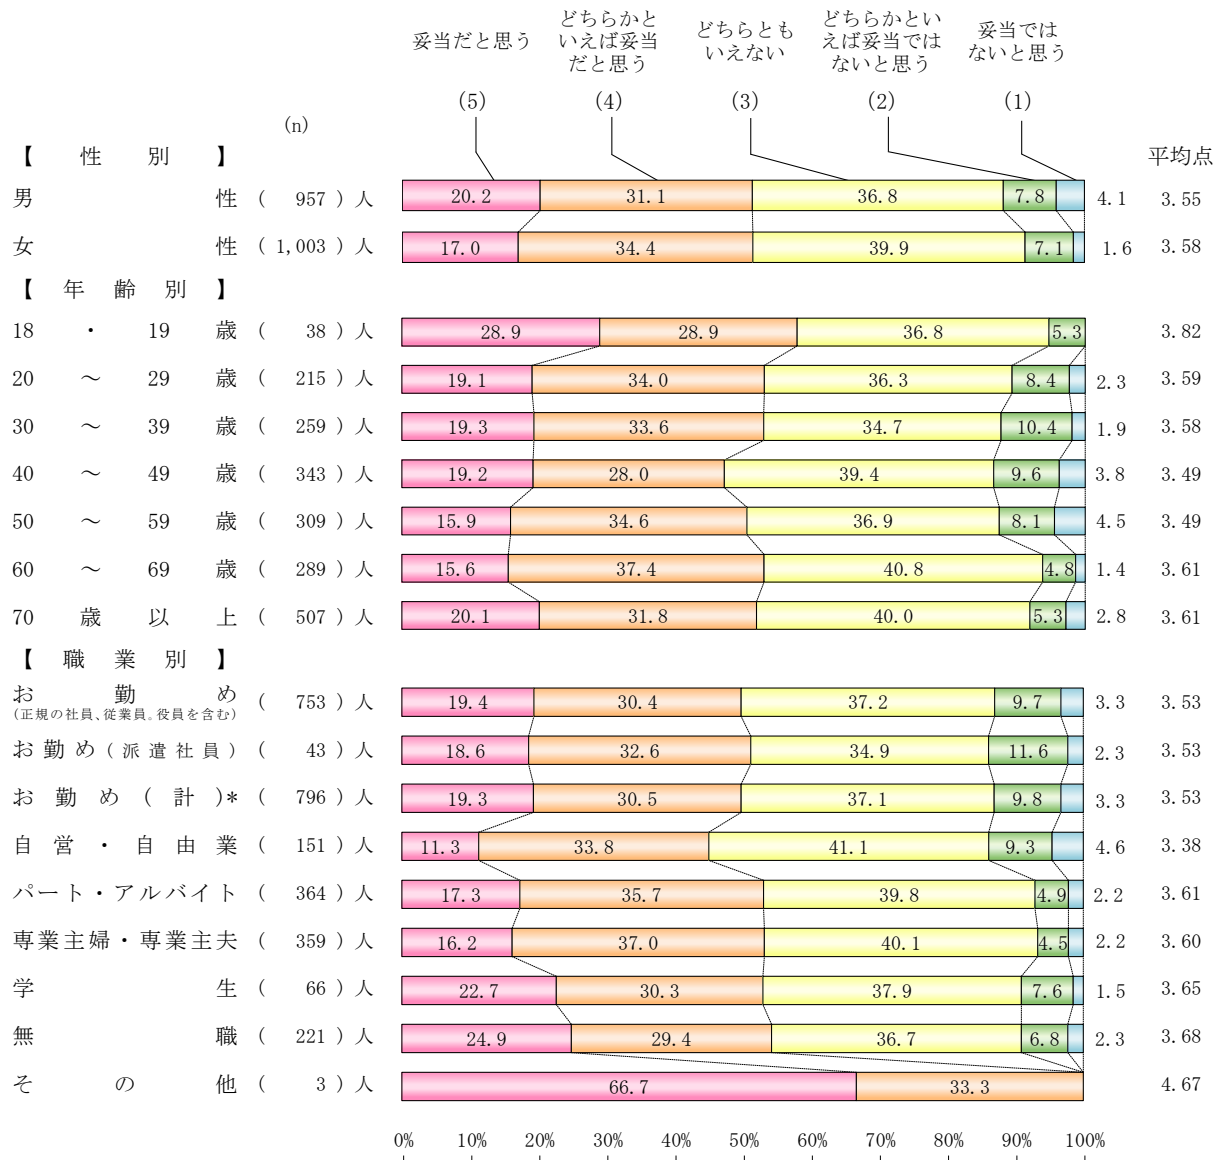 妥当だと思う
どちらかと
いえば妥当
だと思う
どちらとも
いえない
どちらかとい
えば妥当では
ないと思う
妥当では
ないと思う
(5) (4) (3) (2) (1)
(n)
【 性 別 】 平均点
男 性 ( 957 ) 人 20.2 31.1 36.8 7.8 4.1 3.55
女 性 ( 1,003 ) 人 17.0 34.4 39.9 7.1 1.6 3.58
【 年 齢 別 】
18 ・ 19 歳 ( 38 ) 人 28.9 28.9 36.8 5.3 3.82
20 ～ 29 歳 ( 215 ) 人 19.1 34.0 36.3 8.4 2.3 3.59
30 ～ 39 歳 ( 259 ) 人 19.3 33.6 34.7 10.4 1.9 3.58
40 ～ 49 歳 ( 343 ) 人 19.2 28.0 39.4 9.6 3.8 3.49
50 ～ 59 歳 ( 309 ) 人 15.9 34.6 36.9 8.1 4.5 3.49
60 ～ 69 歳 ( 289 ) 人 15.6 37.4 40.8 4.8 1.4 3.61
70 歳 以 上 ( 507 ) 人 20.1 31.8 40.0 5.3 2.8 3.61
【 職 業 別 】
お 勤 め ( 753 ) 人 19.4 30.4 37.2 9.7 3.3 3.53
(正規の社員、従業員。役員を含む)
お 勤 め ( 派 遣 社 員 ) ( 43 ) 人 18.6 32.6 34.9 11.6 2.3 3.53
お 勤 め ( 計 )* ( 796 ) 人 19.3 30.5 37.1 9.8 3.3 3.53
自 営 ・ 自 由 業 ( 151 ) 人 11.3 33.8 41.1 9.3 4.6 3.38
パート・アルバイト ( 364 ) 人 17.3 35.7 39.8 4.9 2.2 3.61
専業主婦・専業主夫 ( 359 ) 人 16.2 37.0 40.1 4.5 2.2 3.60
学 生 ( 66 ) 人 22.7 30.3 37.9 7.6 1.5 3.65
無 職 ( 221 ) 人 24.9 29.4 36.7 6.8 2.3 3.68
そ の 他 ( 3 ) 人 66.7 33.3 4.67
0% 10% 20% 30% 40% 50% 60% 70% 80% 90% 100%